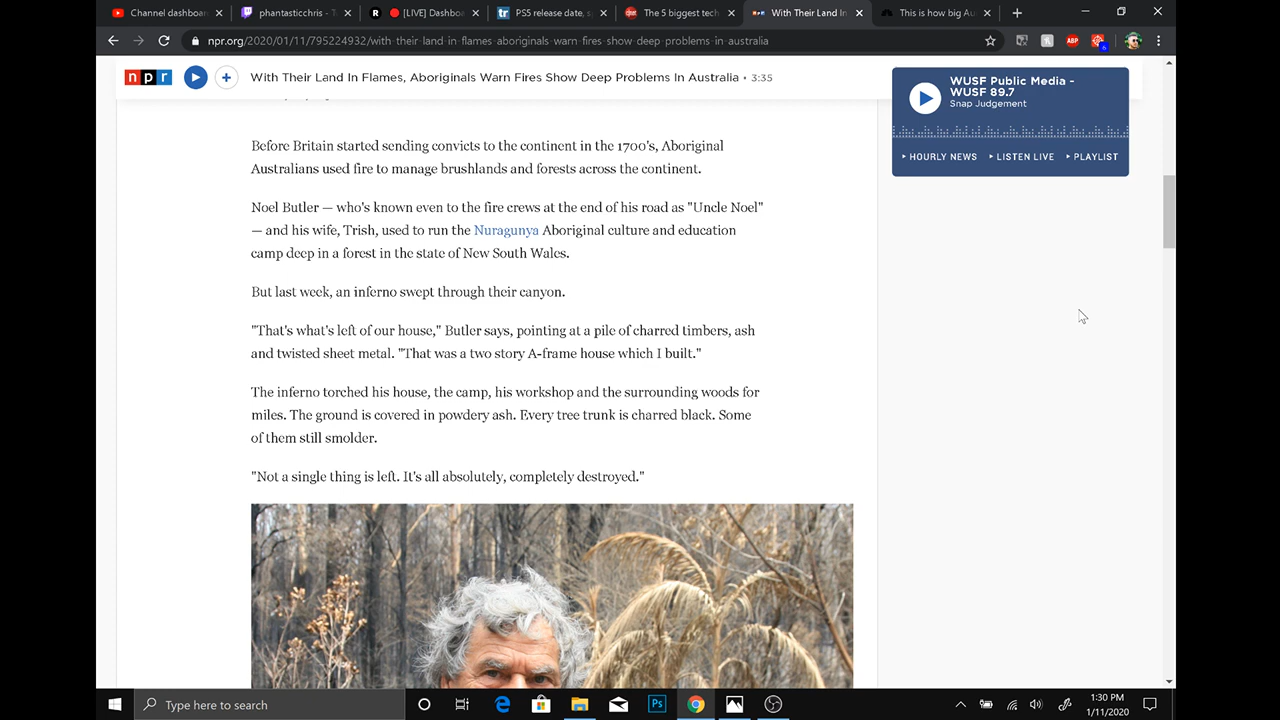 Channel dashboar
phantasticchris - T
[LIVE] Dashboa
PS5 release date, s
The 5 biggest tech
With Their Land In
This is how big Au
npr.org/2020/01/11/795224932/with-their-land-in-flames-aboriginals-warn-fires-show-deep-problems-in-australia
npr
With Their Land In Flames, Aboriginals Warn Fires Show Deep Problems In Australia • 3:35
WUSF Public Media -
WUSF 89.7
Snap Judgement
HOURLY NEWS
LISTEN LIVE
PLAYLIST
Before Britain started sending convicts to the continent in the 1700's, Aboriginal
Australians used fire to manage brushlands and forests across the continent.
Noel Butler — who's known even to the fire crews at the end of his road as "Uncle Noel"
— and his wife, Trish, used to run the Nuragunya Aboriginal culture and education
camp deep in a forest in the state of New South Wales.
But last week, an inferno swept through their canyon.
"That's what's left of our house," Butler says, pointing at a pile of charred timbers, ash
and twisted sheet metal. "That was a two story A-frame house which I built."
The inferno torched his house, the camp, his workshop and the surrounding woods for
miles. The ground is covered in powdery ash. Every tree trunk is charred black. Some
of them still smolder.
"Not a single thing is left. It's all absolutely, completely destroyed."
Type here to search
1:30 PM
1/11/2020